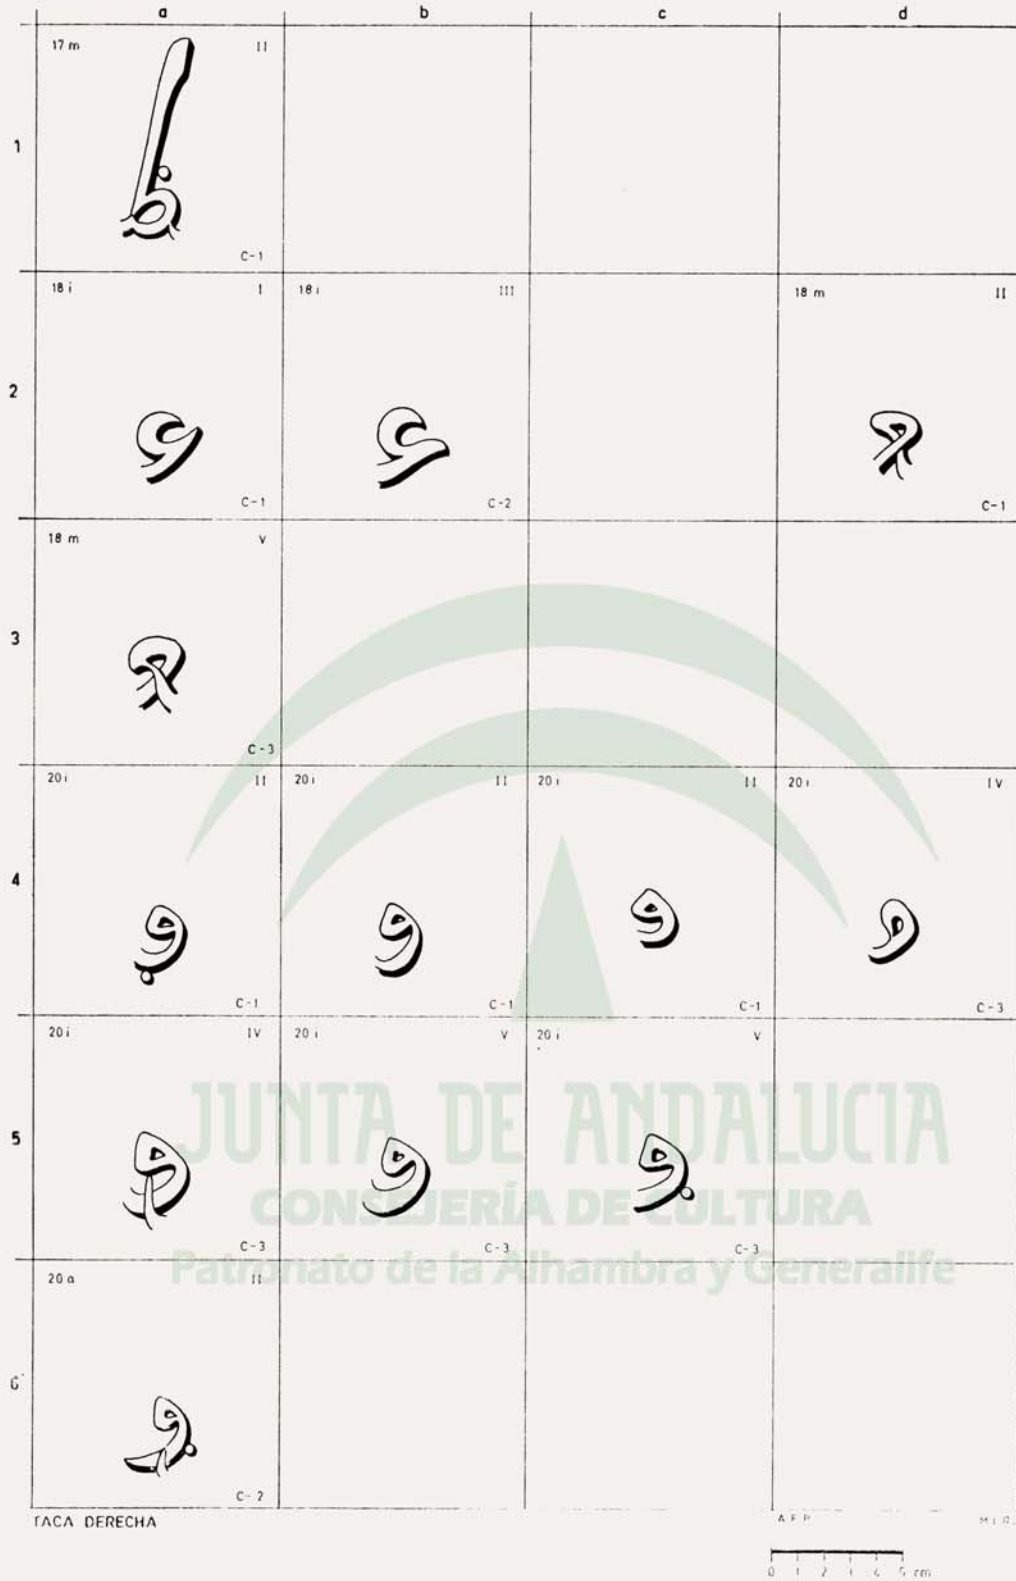 a b c d
1
17 m II
C-1
2
18 i I
C-1
18 i III
C-2
18 m II
C-1
3
18 m V
C-3
4
20 i II
C-1
20 i II
C-1
20 i II
C-1
20 i IV
C-3
5
20 i IV
C-3
20 i V
C-3
20 i V
C-3
6
20 a II
C-2
JUNTA DE ANDALUCIA
CONSEJERÍA DE CULTURA
Patronato de la Alhambra y Generalife
TACA DERECHA
A.F.P.
0 1 2 3 4 5 cm